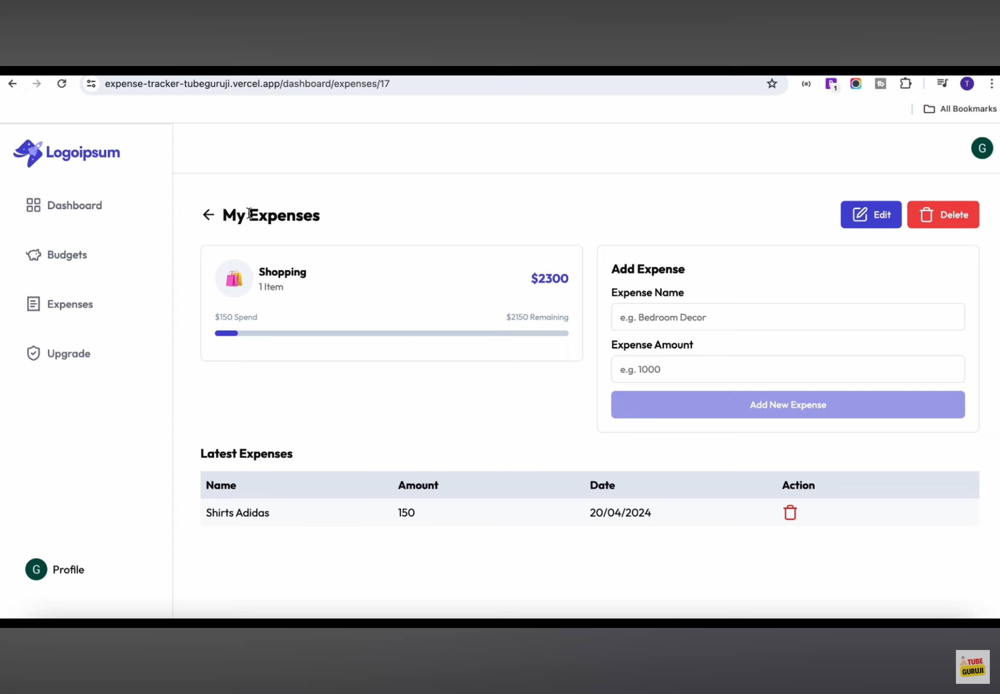 expense-tracker-tubeguruji.vercel.app/dashboard/expenses/17
1
tb
T
All Bookmarks
Logoipsum
G
Dashboard
Budgets
Expenses
Upgrade
G Profile
My Expenses
Edit
Delete
Shopping
1 Item
$2300
$150 Spend
$2150 Remaining
Add Expense
Expense Name
e.g. Bedroom Decor
Expense Amount
e.g. 1000
Add New Expense
Latest Expenses
Name Amount Date Action
Shirts Adidas 150 20/04/2024
TUBE
GURUJI